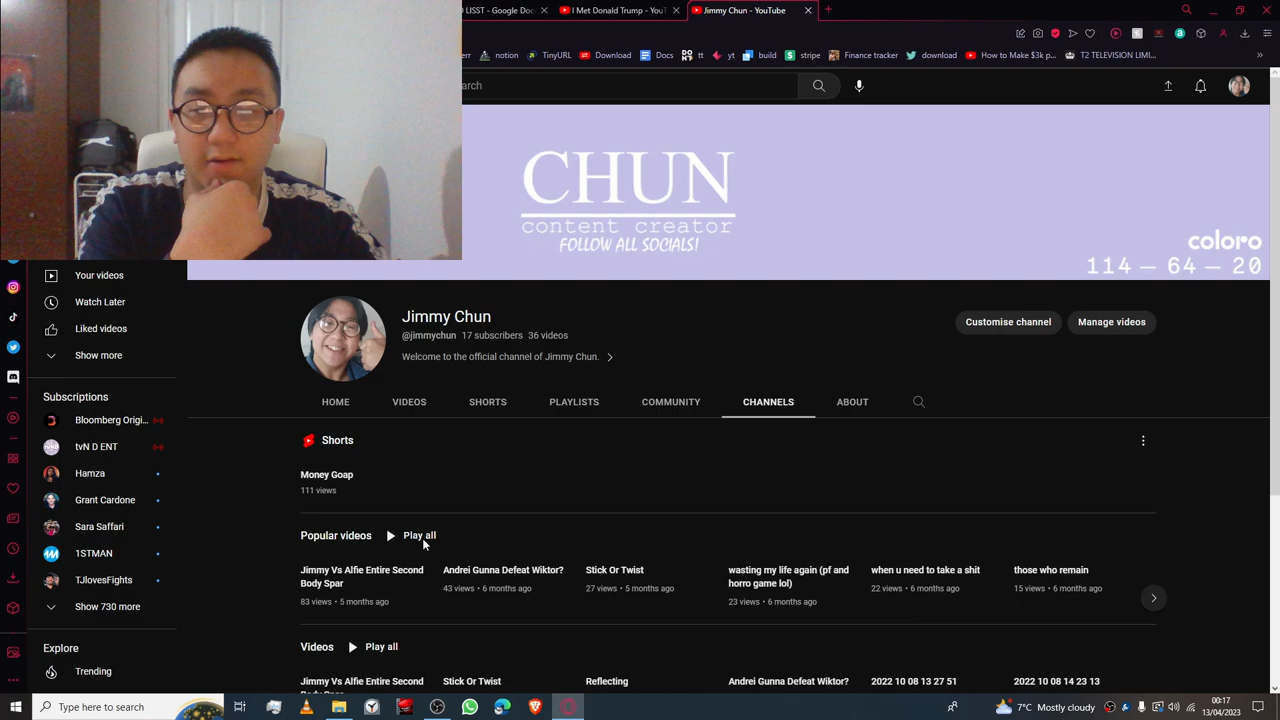 LISST - Google Doc
I Met Donald Trump - YouT
Jimmy Chun - YouTube
notion
TinyURL
Download
Docs
tt
yt
build
stripe
Finance tracker
download
How to Make $3k p...
T2 TELEVISION LIMI...
arch
CHUN
content creator
FOLLOW ALL SOCIALS!
coloro
114 — 64 — 20
Your videos
Watch Later
Liked videos
Show more
Subscriptions
Bloomberg Origi...
tvN D ENT
Hamza
Grant Cardone
Sara Saffari
1STMAN
TJlovesFights
Show 730 more
Explore
Trending
Jimmy Chun
@jimmychun 17 subscribers 36 videos
Welcome to the official channel of Jimmy Chun.
Customise channel
Manage videos
HOME
VIDEOS
SHORTS
PLAYLISTS
COMMUNITY
CHANNELS
ABOUT
Shorts
Money Goap
111 views
Popular videos
Play all
Jimmy Vs Alfie Entire Second
Body Spar
83 views • 5 months ago
Andrei Gunna Defeat Wiktor?
43 views • 6 months ago
Stick Or Twist
27 views • 5 months ago
wasting my life again (pf and
horro game lol)
23 views • 6 months ago
when u need to take a shit
22 views • 6 months ago
those who remain
15 views • 6 months ago
Videos
Play all
Jimmy Vs Alfie Entire Second
Body Spar
Stick Or Twist
Reflecting
Andrei Gunna Defeat Wiktor?
2022 10 08 13 27 51
2022 10 08 14 23 13
Type here to search
7°C Mostly cloudy
00:17
13/04/2023